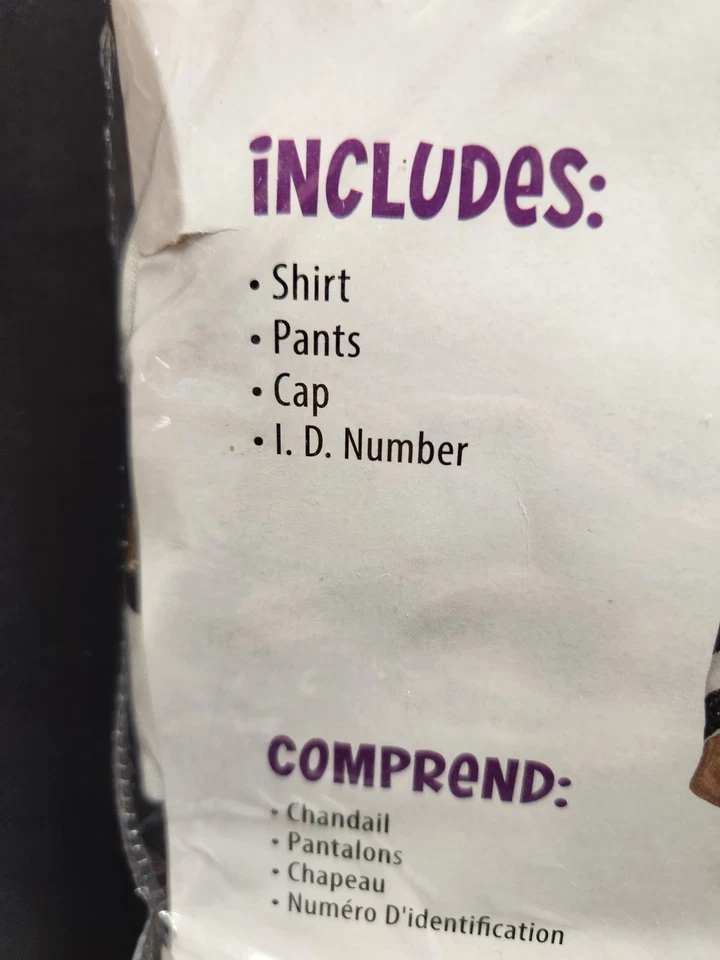 iNCLUDeS:
• Shirt
• Pants
• Cap
• I. D. Number
COMPReND:
• Chandail
• Pantalons
• Chapeau
• Numéro D'identification